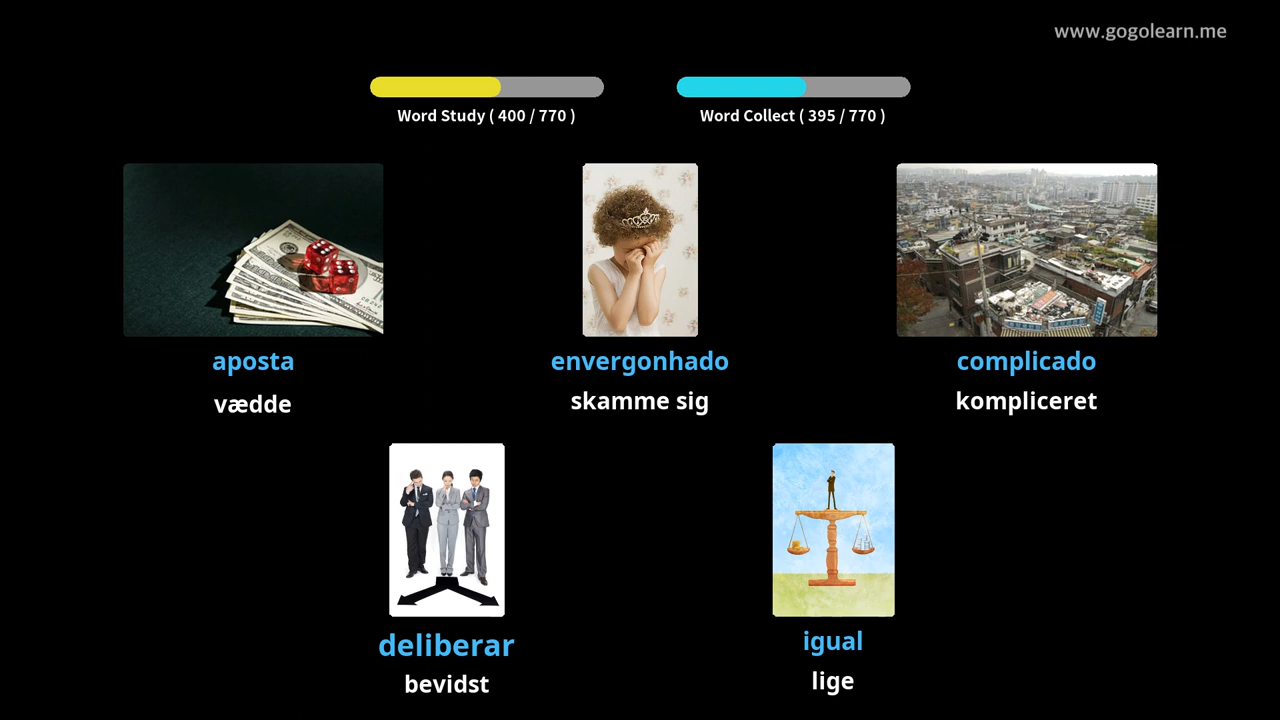 www.gogolearn.me
Word Study ( 400 / 770 )
Word Collect ( 395 / 770 )
aposta
vædde
envergonhado
skamme sig
complicado
kompliceret
deliberar
bevidst
igual
lige